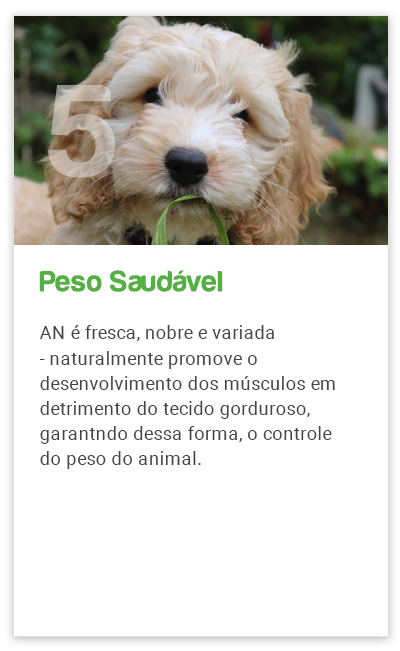 5
Peso Saudável
AN é fresca, nobre e variada
- naturalmente promove o
desenvolvimento dos músculos em
detrimento do tecido gorduroso,
garantndo dessa forma, o controle
do peso do animal.